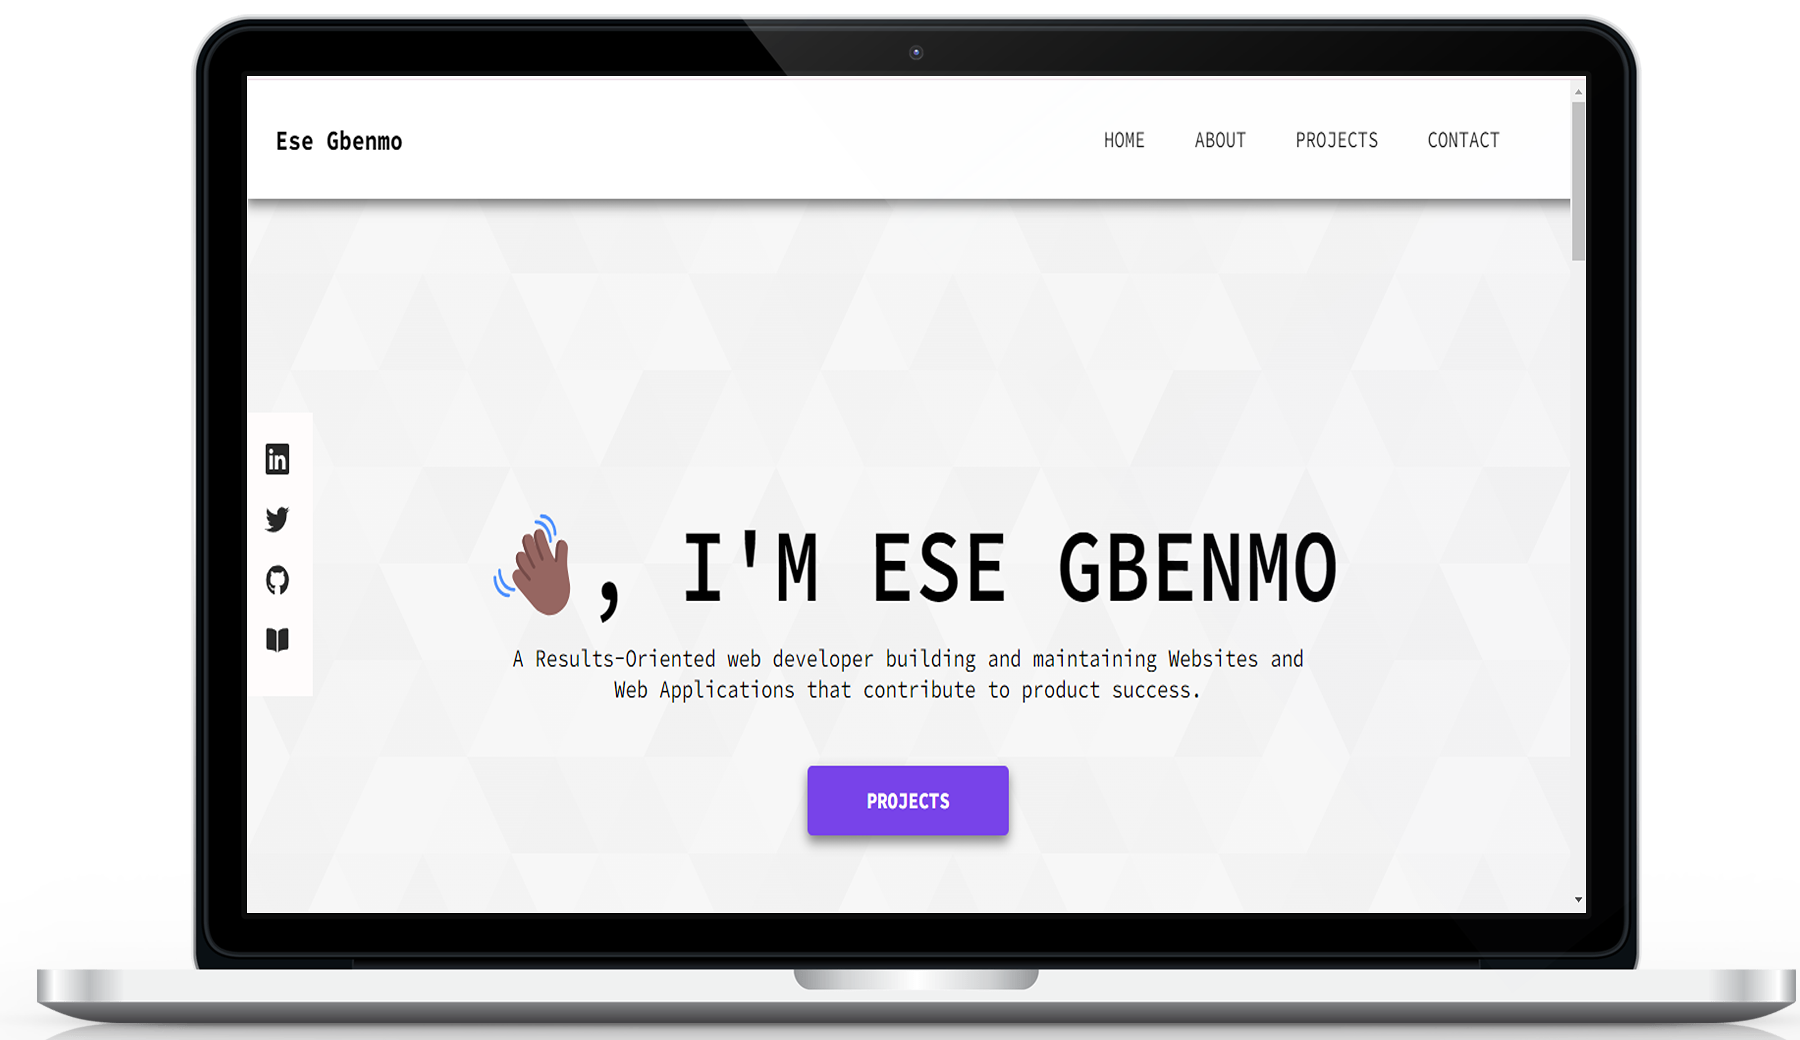 Ese Gbenmo
HOME ABOUT PROJECTS CONTACT
in
👋🏾, I'M ESE GBENMO
A Results-Oriented web developer building and maintaining Websites and
Web Applications that contribute to product success.
PROJECTS